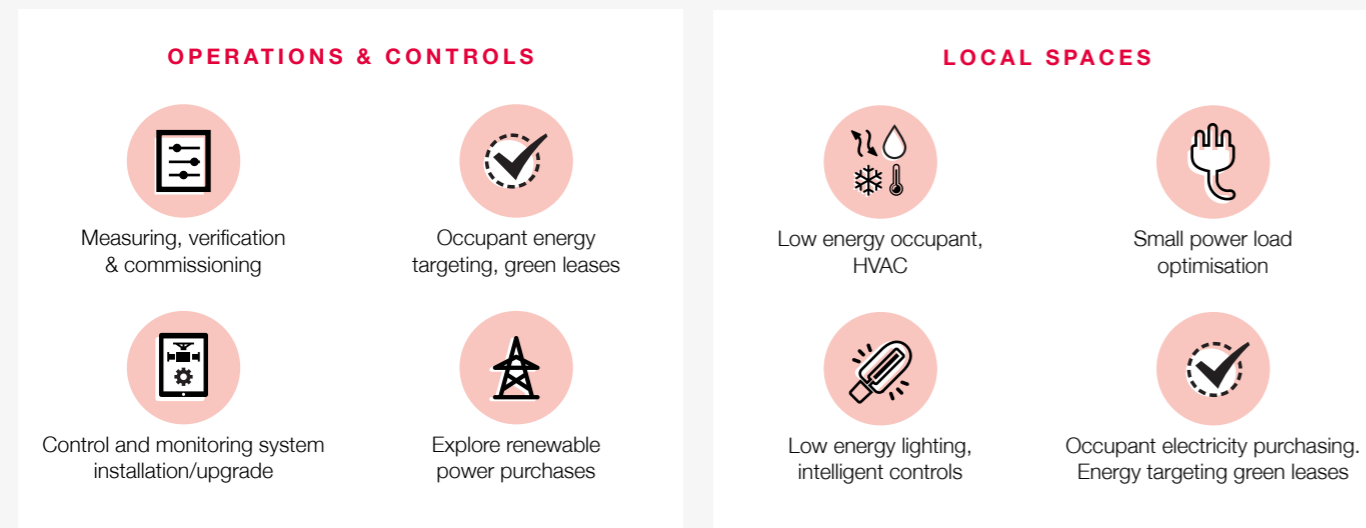 OPERATIONS & CONTROLS
Measuring, verification
& commissioning
Occupant energy
targeting, green leases
Control and monitoring system
installation/upgrade
Explore renewable
power purchases
LOCAL SPACES
Low energy occupant,
HVAC
Small power load
optimisation
Low energy lighting,
intelligent controls
Occupant electricity purchasing.
Energy targeting green leases